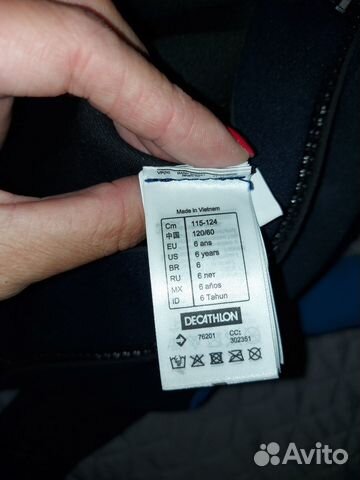 Made in Vietnam
Cm 115-124
中国 120/60
EU 6 ans
US 6 years
BR 6
RU 6 лет
MX 6 años
ID 6 Tahun
DECATHLON
76201 CC:
302351
Avito